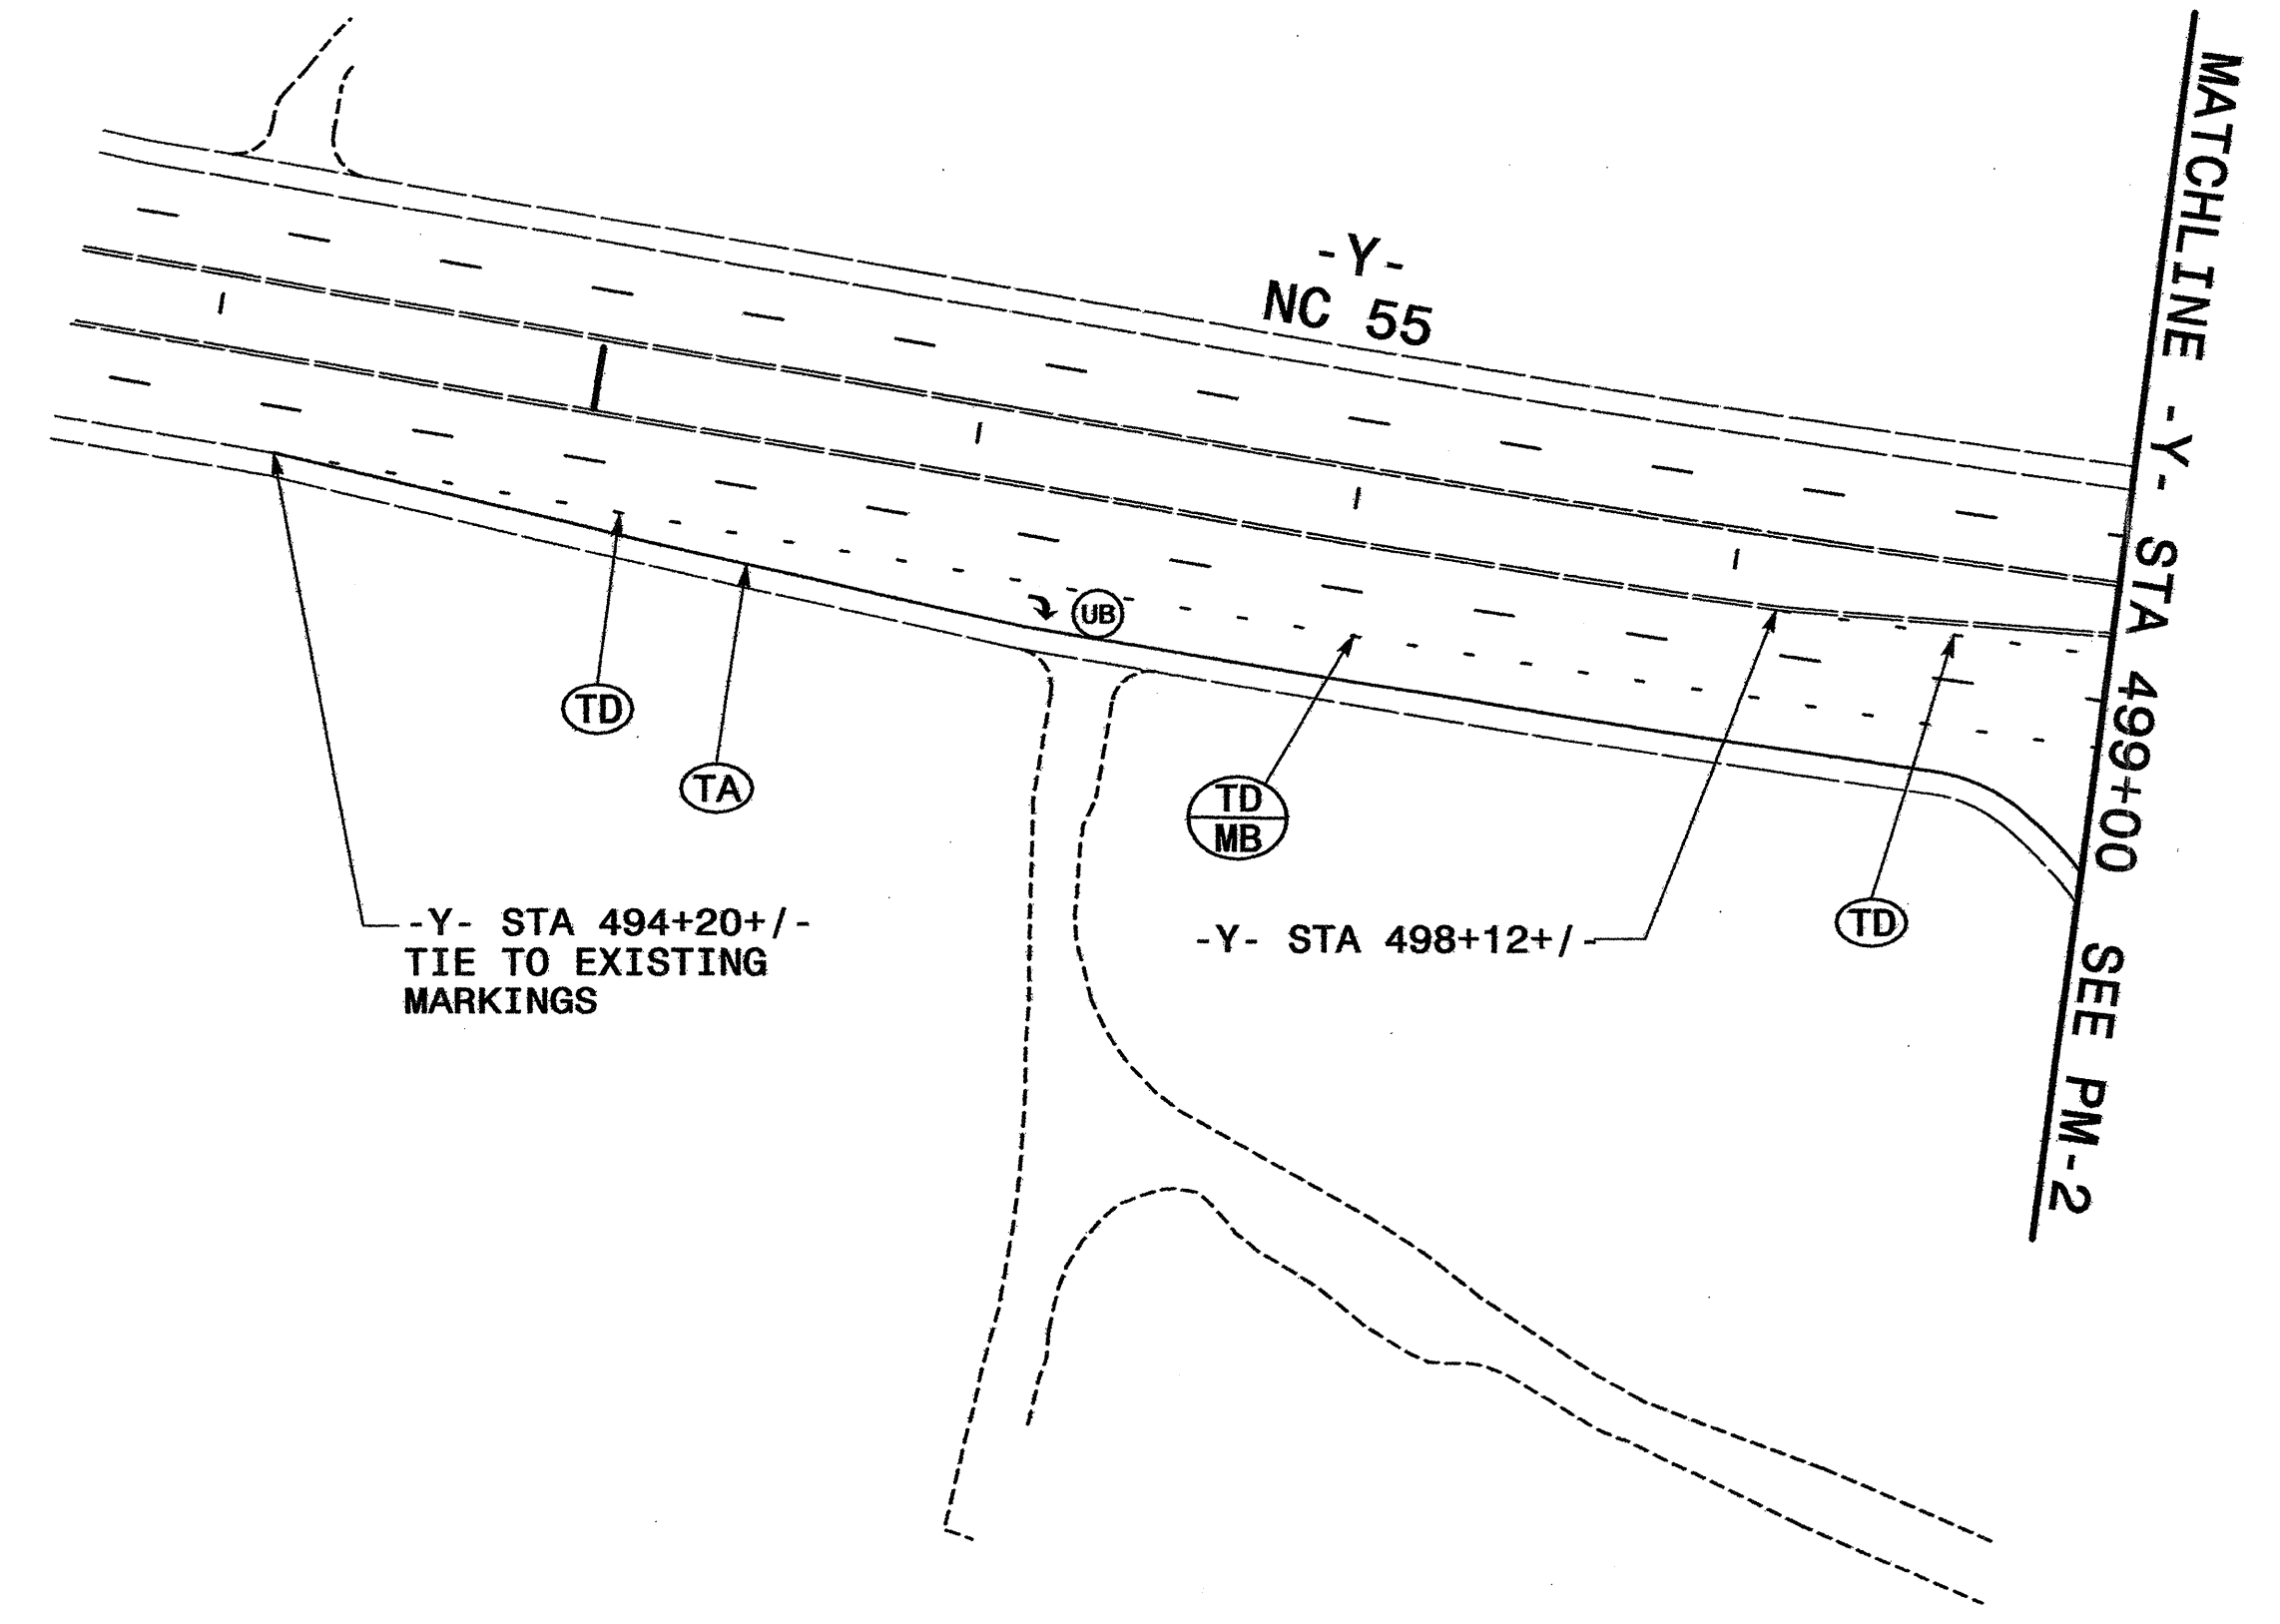 -Y-
NC 55
MATCHLINE -Y- STA 499+00 SEE PM-2
UB
TD
TA
TD
MB
TD
-Y- STA 494+20+/-
TIE TO EXISTING
MARKINGS
-Y- STA 498+12+/-